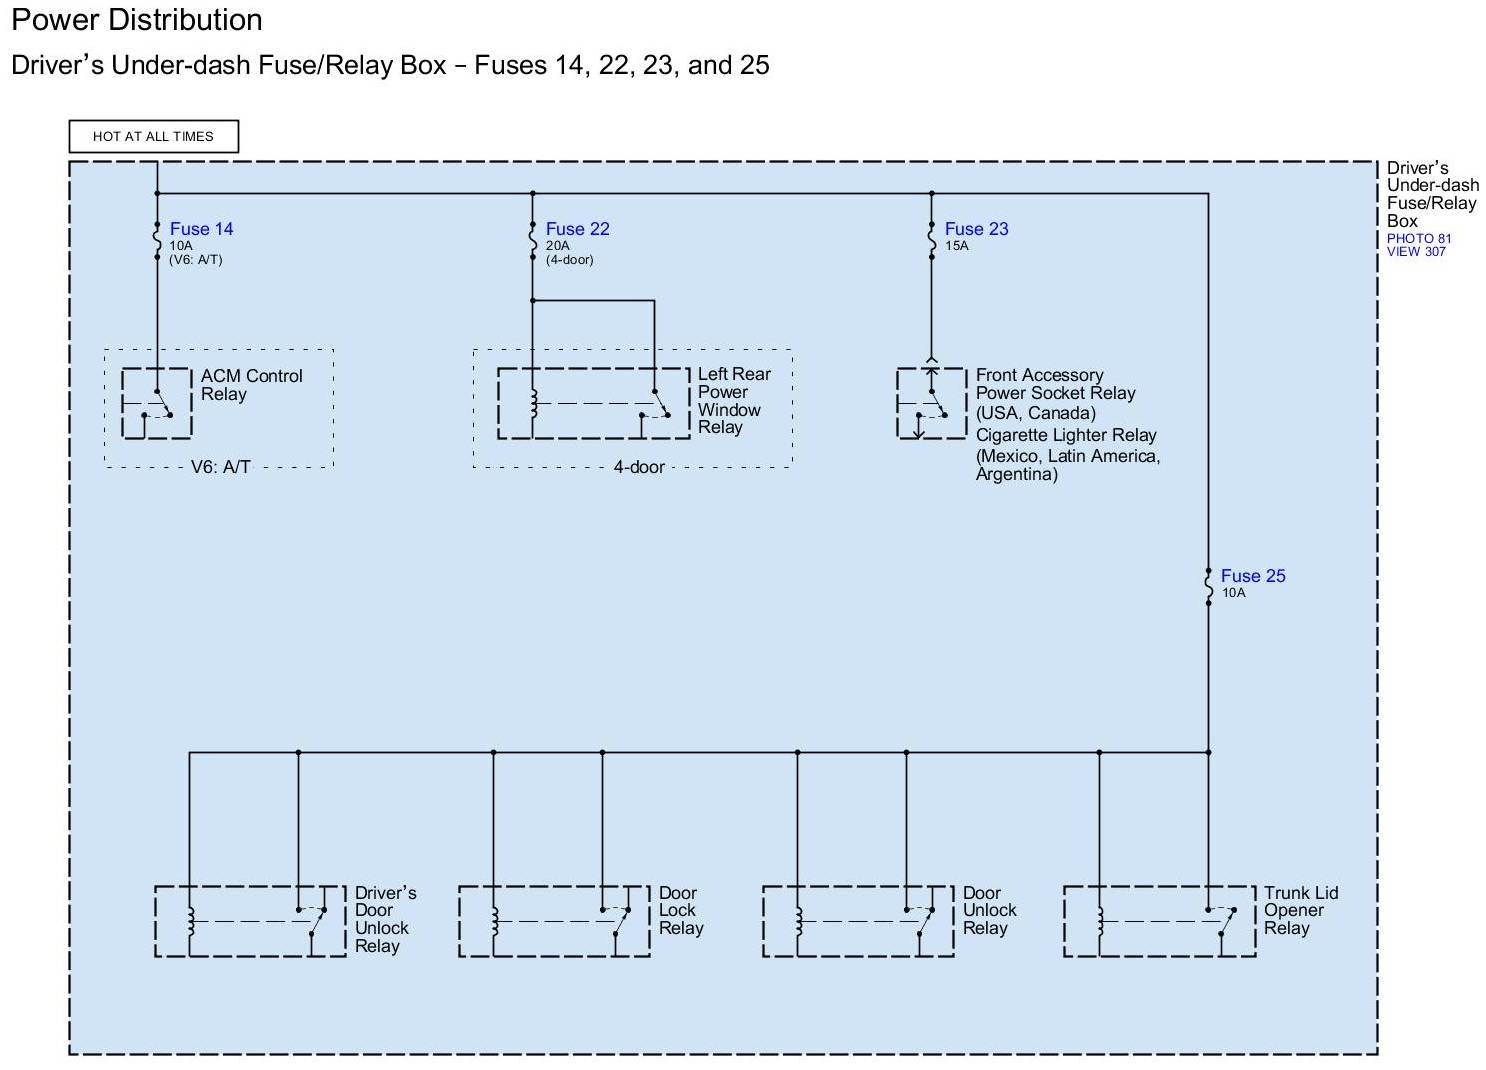 Power Distribution
Driver's Under-dash Fuse/Relay Box – Fuses 14, 22, 23, and 25
HOT AT ALL TIMES
Driver's
Under-dash
Fuse/Relay
Box
PHOTO 81
VIEW 307
Fuse 14
10A
(V6: A/T)
Fuse 22
20A
(4-door)
Fuse 23
15A
ACM Control
Relay
V6: A/T
Left Rear
Power
Window
Relay
4-door
Front Accessory
Power Socket Relay
(USA, Canada)
Cigarette Lighter Relay
(Mexico, Latin America,
Argentina)
Fuse 25
10A
Driver's
Door
Unlock
Relay
Door
Lock
Relay
Door
Unlock
Relay
Trunk Lid
Opener
Relay